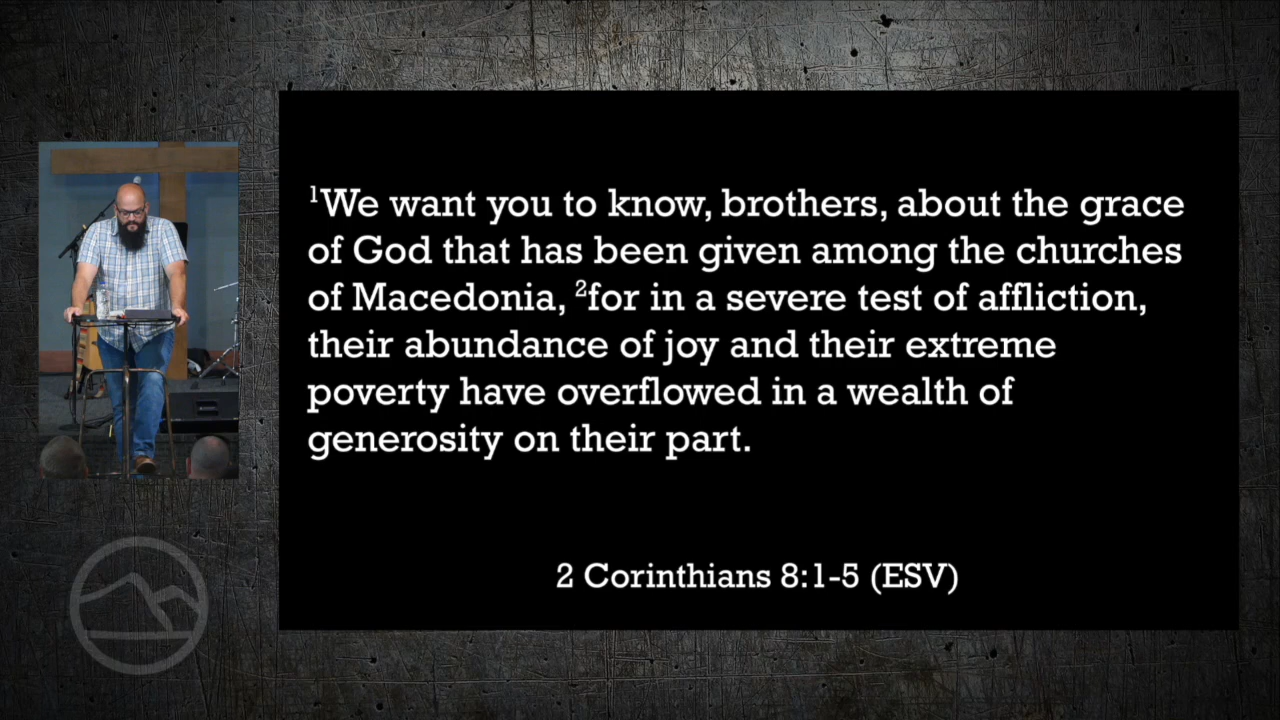 ¹We want you to know, brothers, about the grace
of God that has been given among the churches
of Macedonia, ²for in a severe test of affliction,
their abundance of joy and their extreme
poverty have overflowed in a wealth of
generosity on their part.
2 Corinthians 8:1-5 (ESV)